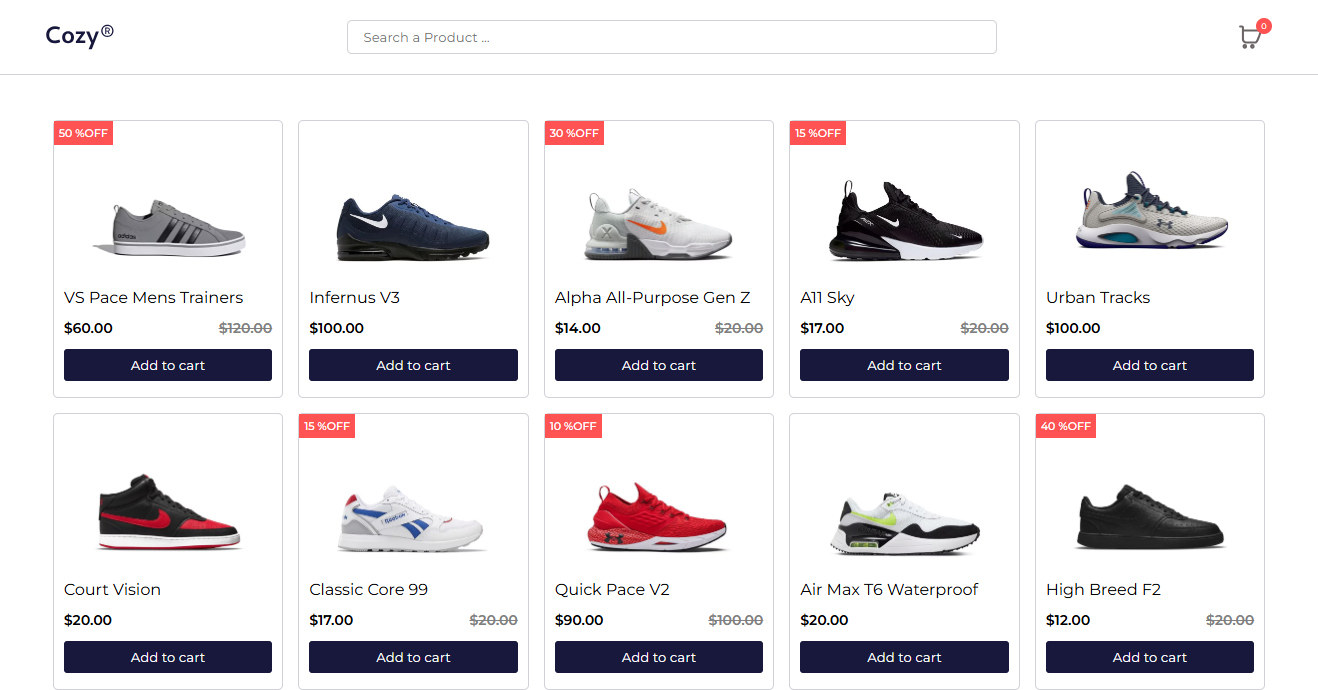 Cozy®
Search a Product ...
0
50 %OFF
30 %OFF
15 %OFF
adidas
VS Pace Mens Trainers
Infernus V3
Alpha All-Purpose Gen Z
A11 Sky
Urban Tracks
$60.00 $120.00
$100.00
$14.00 $20.00
$17.00 $20.00
$100.00
Add to cart
Add to cart
Add to cart
Add to cart
Add to cart
15 %OFF
10 %OFF
40 %OFF
Reebok
Court Vision
Classic Core 99
Quick Pace V2
Air Max T6 Waterproof
High Breed F2
$20.00
$17.00 $20.00
$90.00 $100.00
$20.00
$12.00 $20.00
Add to cart
Add to cart
Add to cart
Add to cart
Add to cart